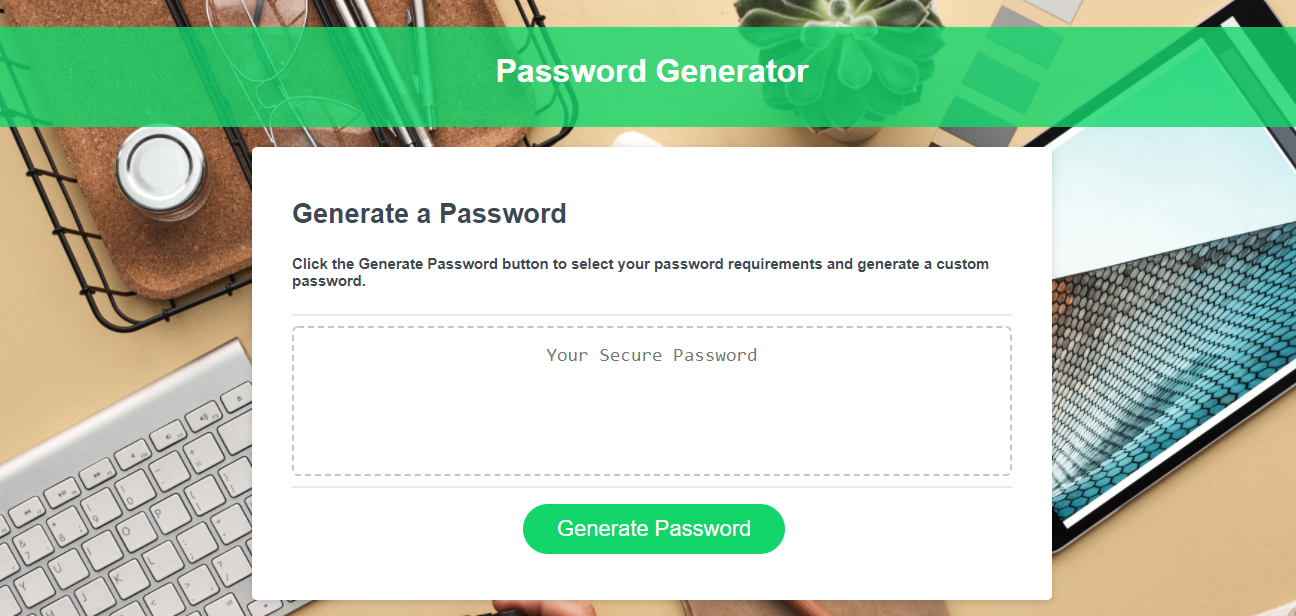 Password Generator
Generate a Password
Click the Generate Password button to select your password requirements and generate a custom
password.
Your Secure Password
Generate Password